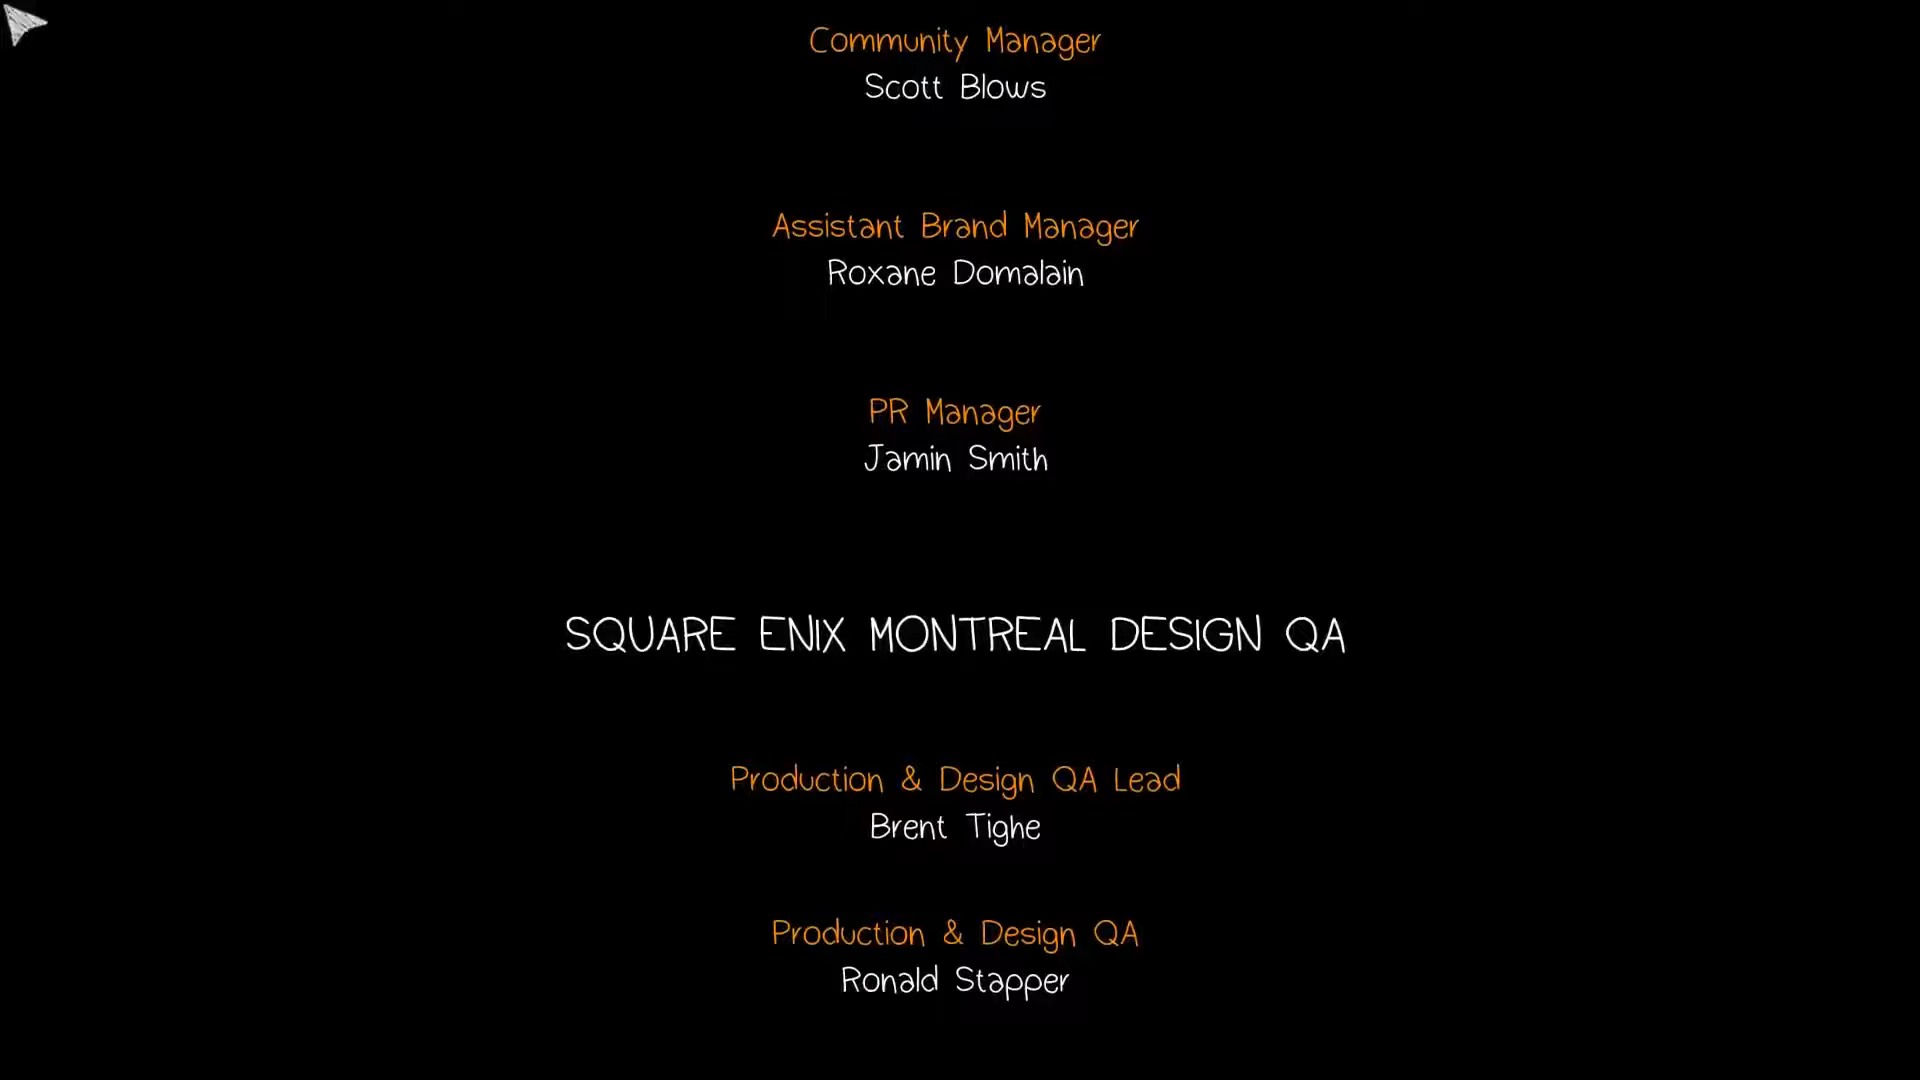 Community Manager
Scott Blows
Assistant Brand Manager
Roxane Domalain
PR Manager
Jamin Smith
SQUARE ENIX MONTREAL DESIGN QA
Production & Design QA Lead
Brent Tighe
Production & Design QA
Ronald Stapper